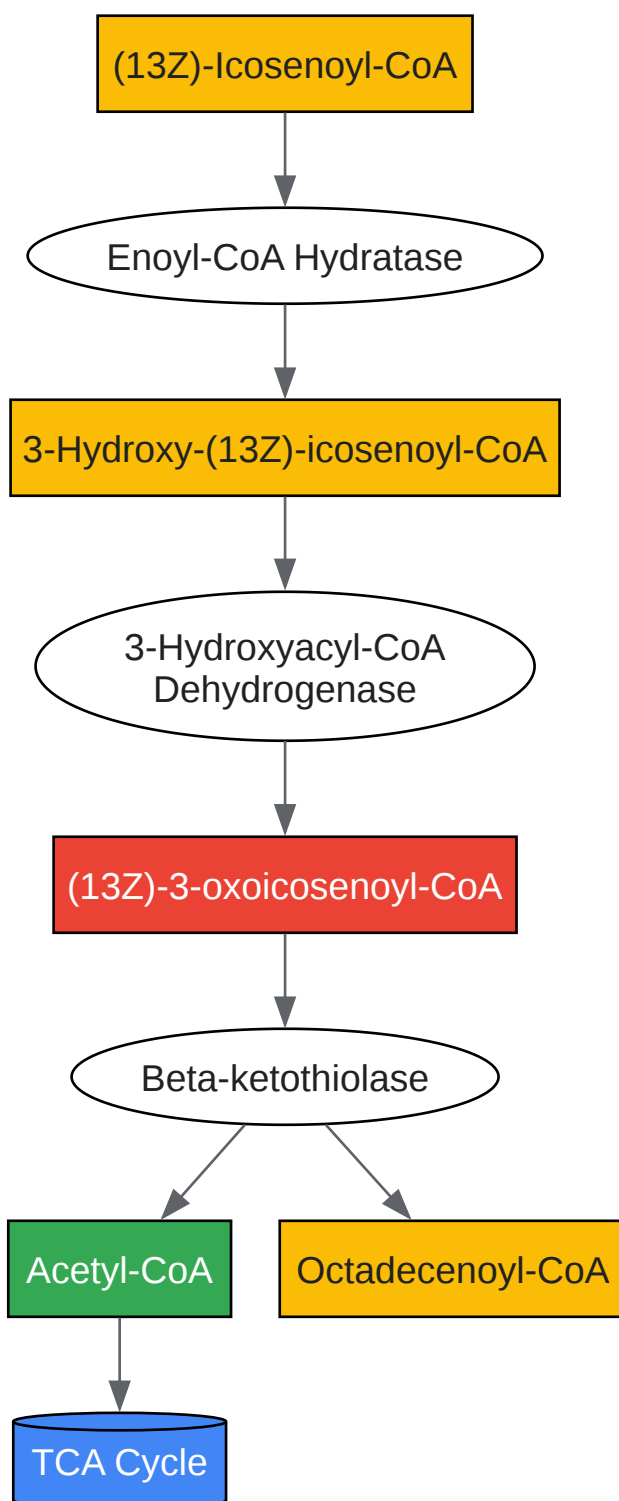 (13Z)-Icosenoyl-CoA
Enoyl-CoA Hydratase
3-Hydroxy-(13Z)-icosenoyl-CoA
3-Hydroxyacyl-CoA
Dehydrogenase
(13Z)-3-oxoicosenoyl-CoA
Beta-ketothiolase
Acetyl-CoA
Octadecenoyl-CoA
TCA Cycle